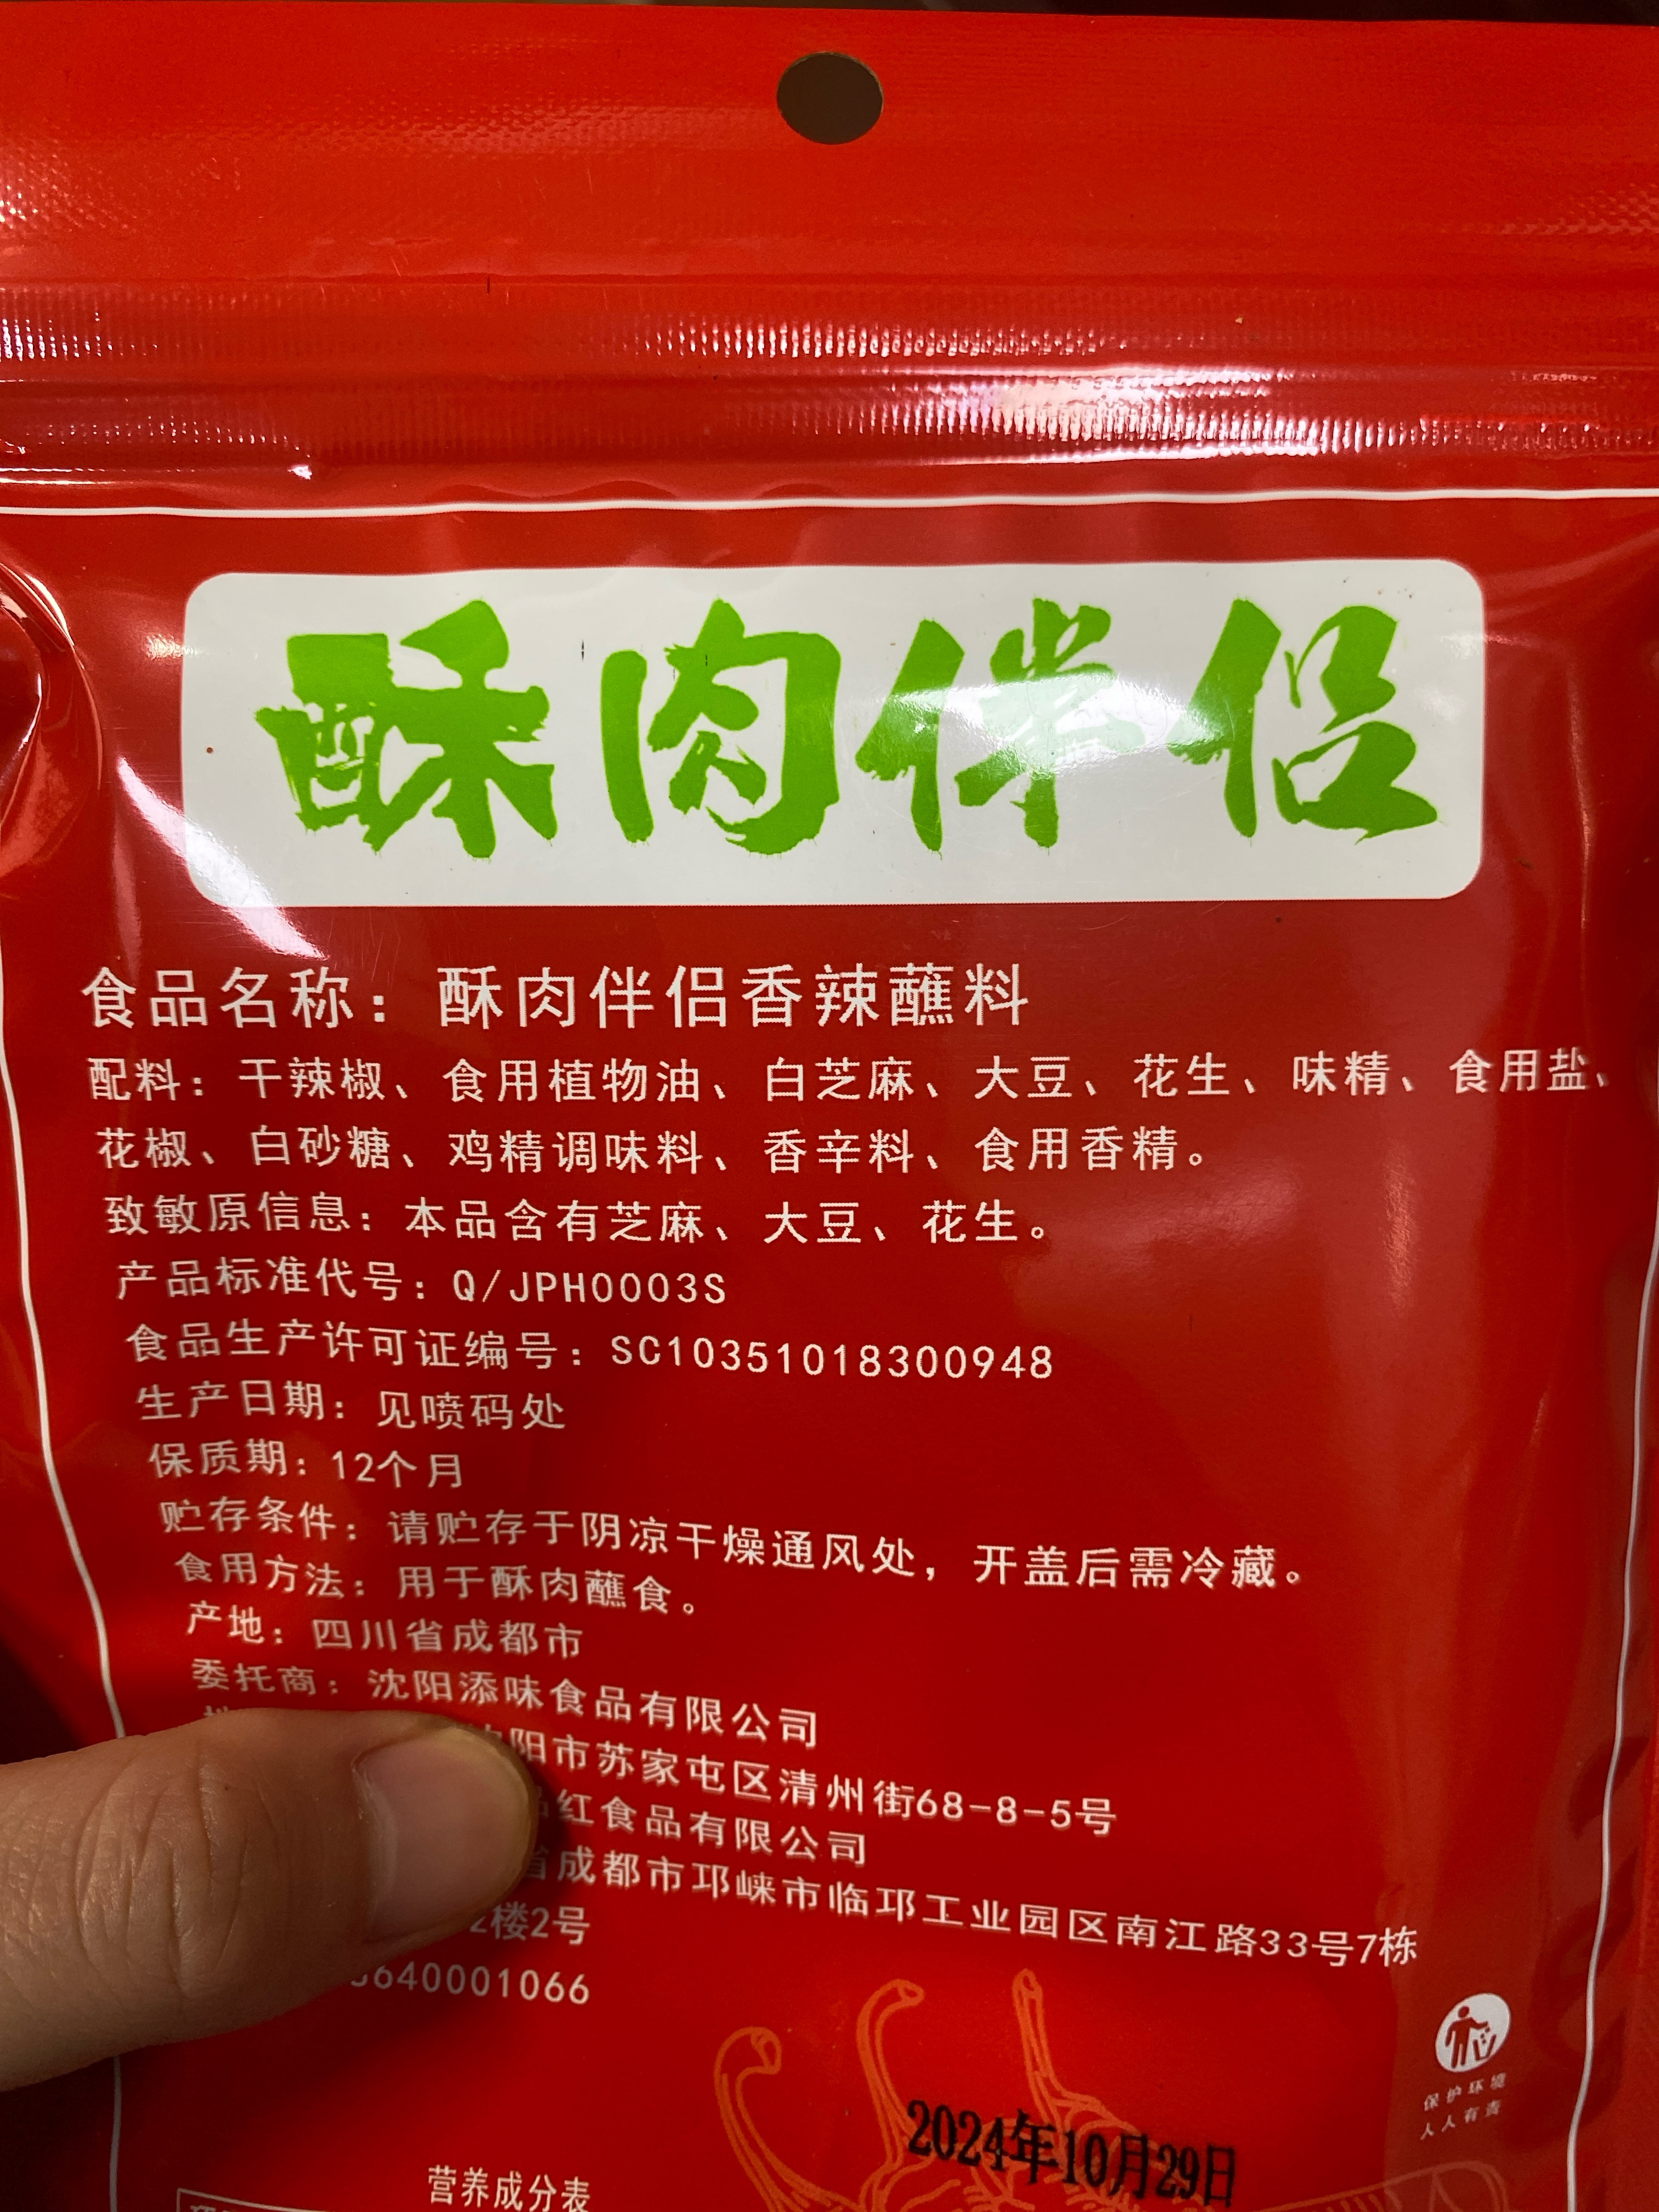 酥肉伴侣
食品名称：酥肉伴侣香辣蘸料
配料：干辣椒、食用植物油、白芝麻、大豆、花生、味精、食用盐、
花椒、白砂糖、鸡精调味料、香辛料、食用香精。
致敏原信息：本品含有芝麻、大豆、花生。
产品标准代号：Q/JPH0003S
食品生产许可证编号：SC10351018300948
生产日期：见喷码处
保质期：12个月
贮存条件：请贮存于阴凉干燥通风处，开盖后需冷藏。
食用方法：用于酥肉蘸食。
产地：四川省成都市
委托商：沈阳添味食品有限公司
阳市苏家屯区清州街68-8-5号
红食品有限公司
省成都市邛崃市临邛工业园区南江路33号7栋
2楼2号
640001066
保护环境
人人有责
2024年10月29日
营养成分表